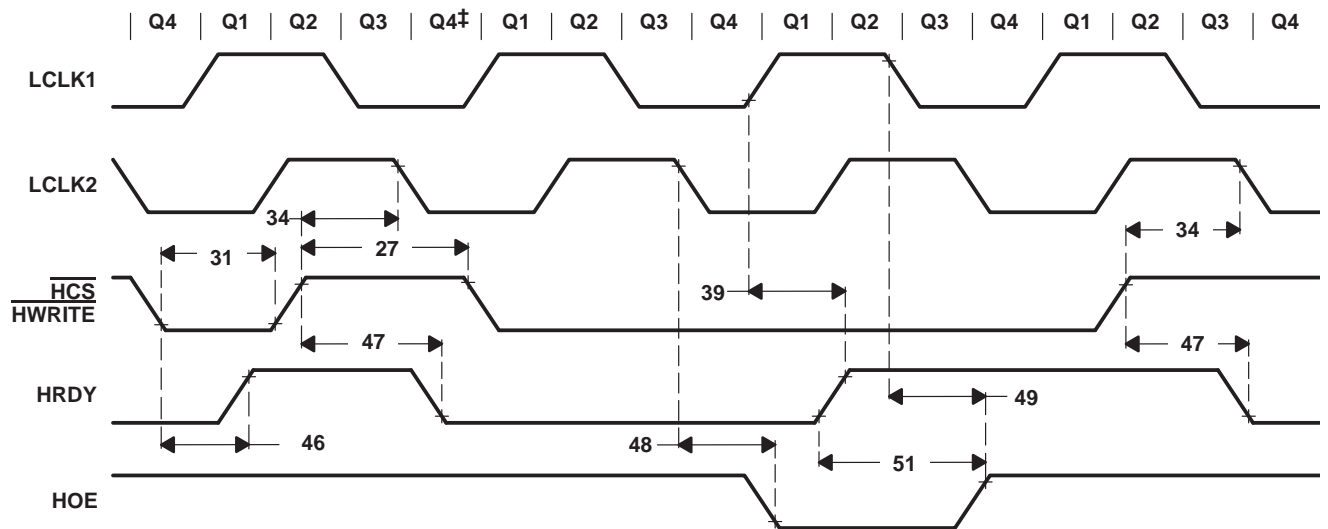 Q4 Q1 Q2 Q3 Q4‡ Q1 Q2 Q3 Q4 Q1 Q2 Q3 Q4 Q1 Q2 Q3 Q4
LCLK1
LCLK2
34
34
31
27
HCS
HWRITE
39
47
47
HRDY
49
46
48
51
HOE